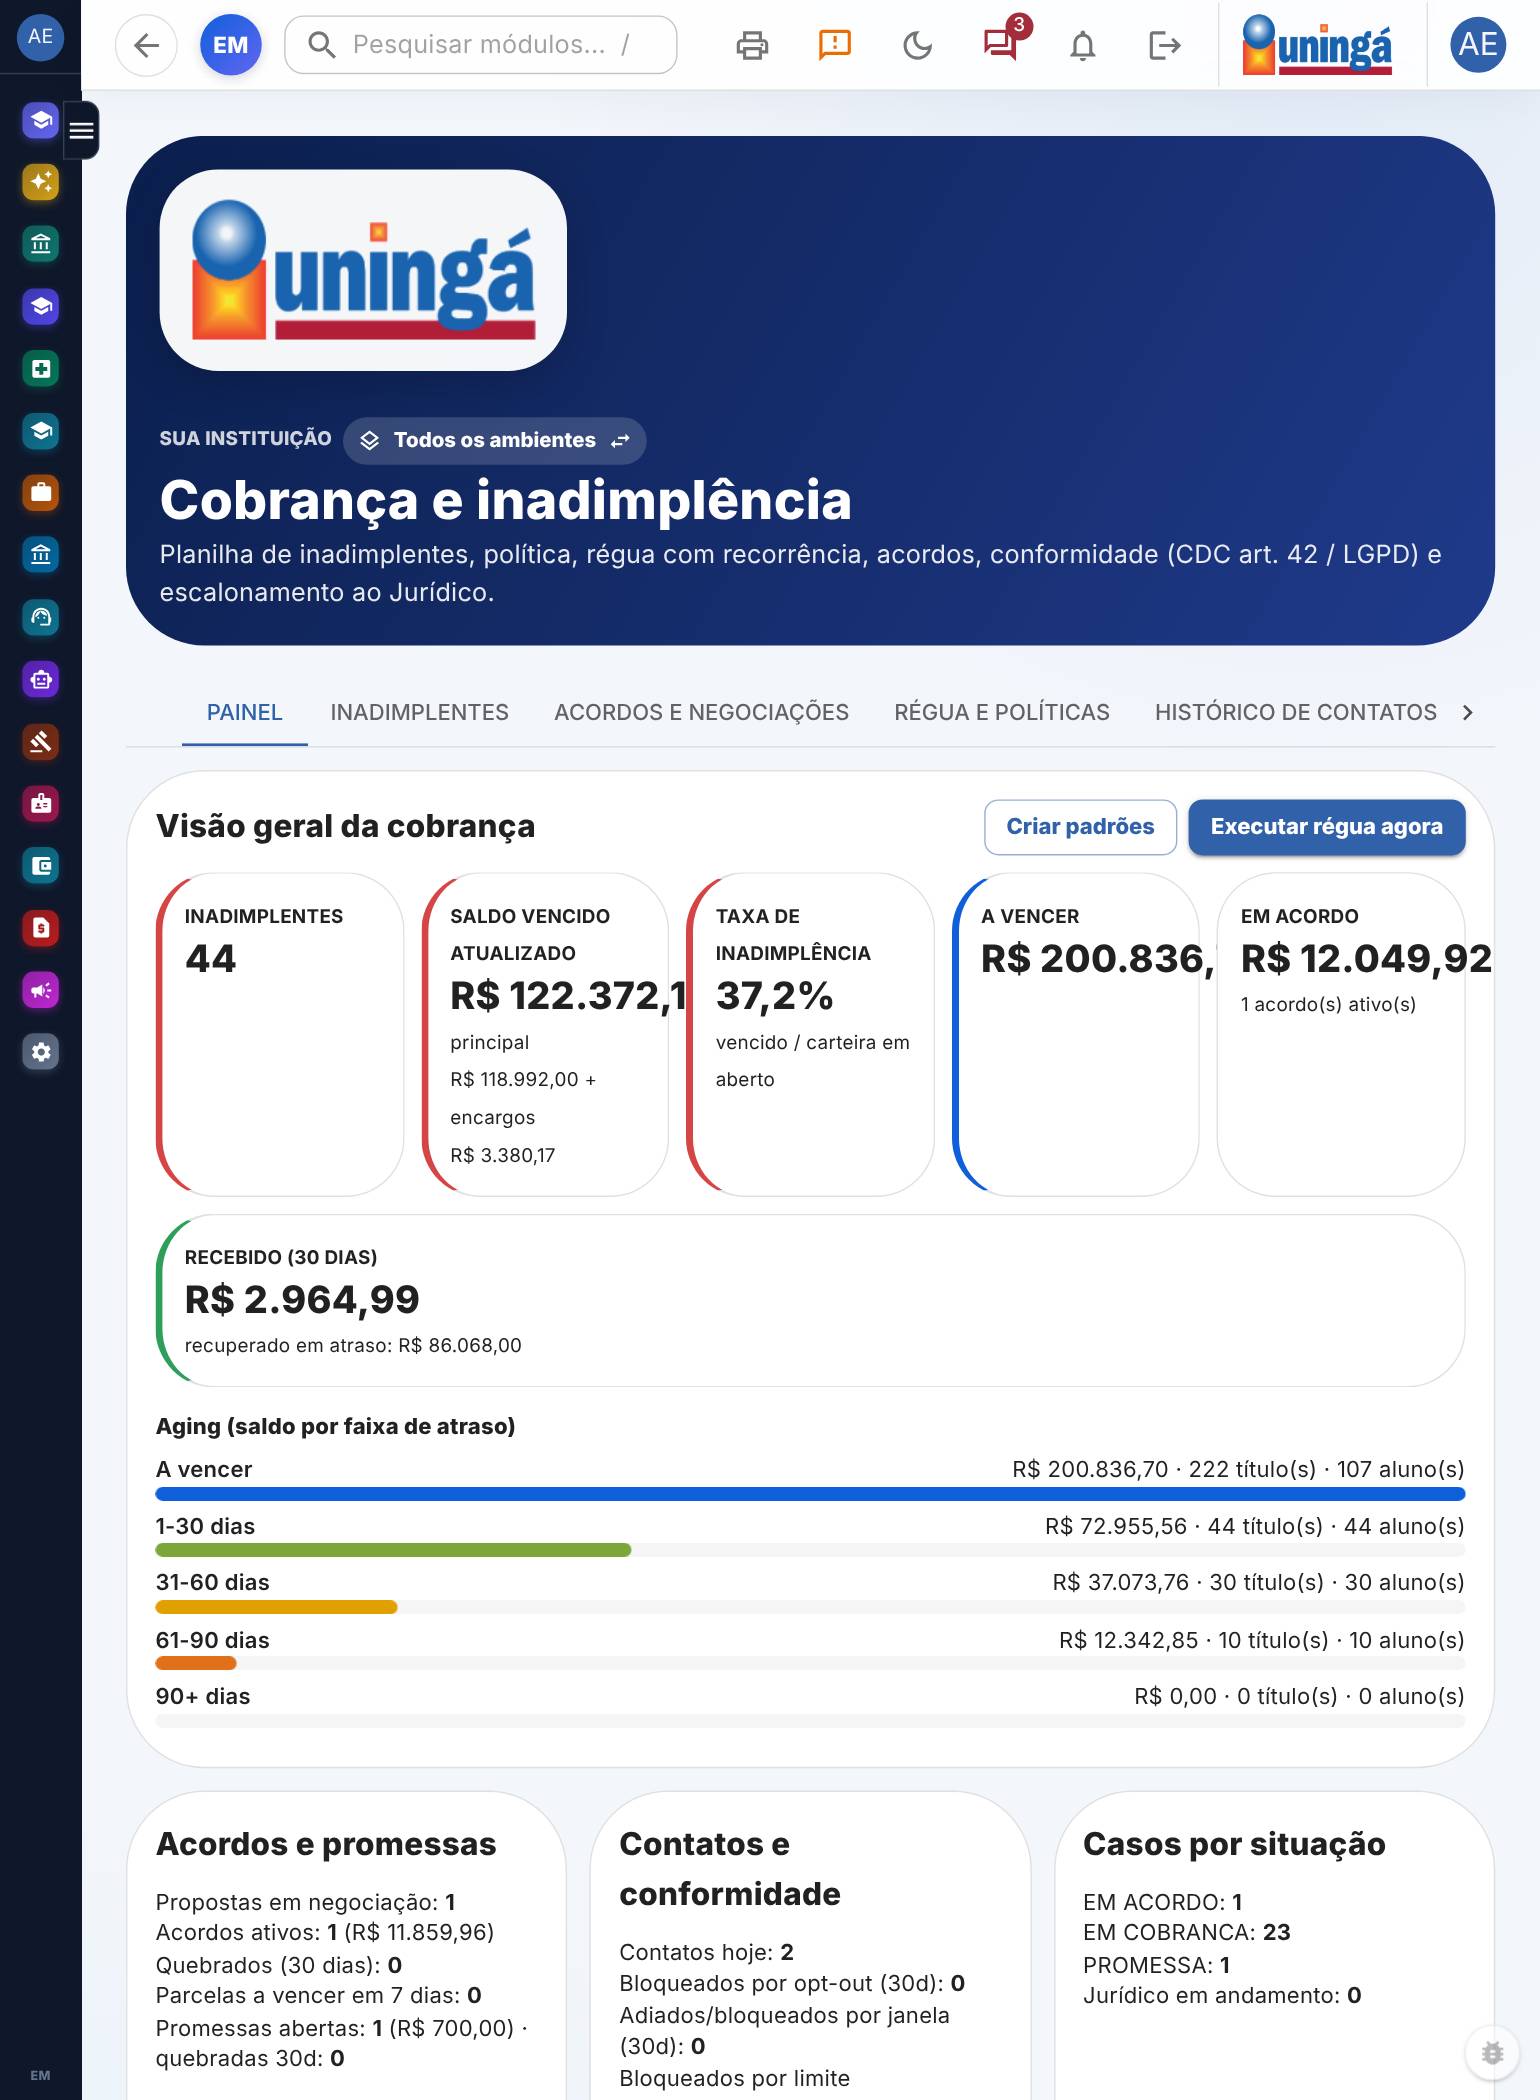 AE
EM
Pesquisar módulos... /
3
uningá
AE
uningá
SUA INSTITUIÇÃO
Todos os ambientes
Cobrança e inadimplência
Planilha de inadimplentes, política, régua com recorrência, acordos, conformidade (CDC art. 42 / LGPD) e
escalonamento ao Jurídico.
PAINEL
INADIMPLENTES
ACORDOS E NEGOCIAÇÕES
RÉGUA E POLÍTICAS
HISTÓRICO DE CONTATOS
Visão geral da cobrança
Criar padrões
Executar régua agora
INADIMPLENTES
44
SALDO VENCIDO
ATUALIZADO
R$ 122.372,1
principal
R$ 118.992,00 +
encargos
R$ 3.380,17
TAXA DE
INADIMPLÊNCIA
37,2%
vencido / carteira em
aberto
A VENCER
R$ 200.836,
EM ACORDO
R$ 12.049,92
1 acordo(s) ativo(s)
RECEBIDO (30 DIAS)
R$ 2.964,99
recuperado em atraso: R$ 86.068,00
Aging (saldo por faixa de atraso)
A vencer
R$ 200.836,70 · 222 título(s) · 107 aluno(s)
1-30 dias
R$ 72.955,56 · 44 título(s) · 44 aluno(s)
31-60 dias
R$ 37.073,76 · 30 título(s) · 30 aluno(s)
61-90 dias
R$ 12.342,85 · 10 título(s) · 10 aluno(s)
90+ dias
R$ 0,00 · 0 título(s) · 0 aluno(s)
Acordos e promessas
Propostas em negociação: 1
Acordos ativos: 1 (R$ 11.859,96)
Quebrados (30 dias): 0
Parcelas a vencer em 7 dias: 0
Promessas abertas: 1 (R$ 700,00) ·
quebradas 30d: 0
Contatos e
conformidade
Contatos hoje: 2
Bloqueados por opt-out (30d): 0
Adiados/bloqueados por janela
(30d): 0
Bloqueados por limite
Casos por situação
EM ACORDO: 1
EM COBRANCA: 23
PROMESSA: 1
Jurídico em andamento: 0
EM